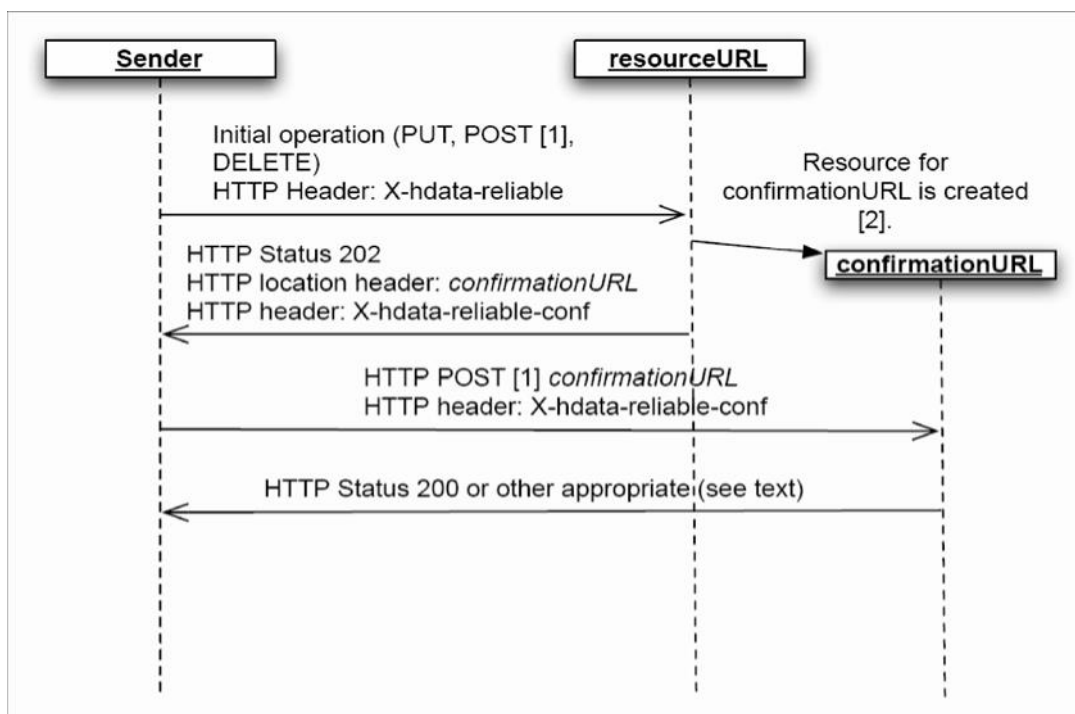 Sender
resourceURL
Initial operation (PUT, POST [1],
DELETE)
HTTP Header: X-hdata-reliable
Resource for
confirmationURL is created
[2].
confirmationURL
HTTP Status 202
HTTP location header: confirmationURL
HTTP header: X-hdata-reliable-conf
HTTP POST [1] confirmationURL
HTTP header: X-hdata-reliable-conf
HTTP Status 200 or other appropriate (see text)